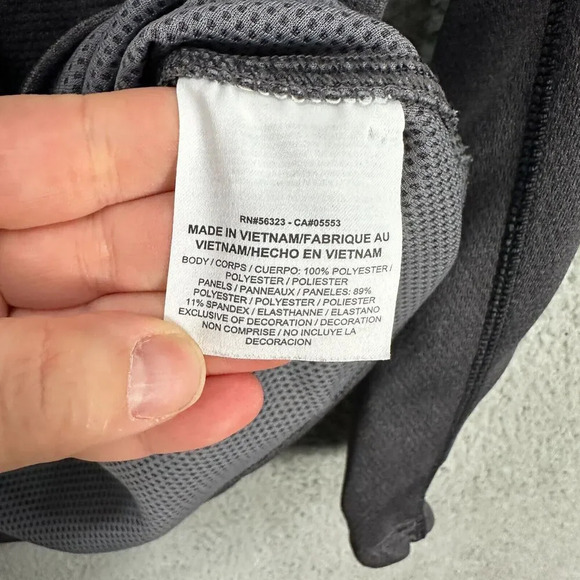 RN#56323 - CA#05553
MADE IN VIETNAM/FABRIQUE AU
VIETNAM/HECHO EN VIETNAM
BODY / CORPS / CUERPO: 100% POLYESTER /
POLYESTER / POLIESTER
PANELS / PANNEAUX / PANELES: 89%
POLYESTER / POLYESTER / POLIESTER
11% SPANDEX / ELASTHANNE / ELASTANO
EXCLUSIVE OF DECORATION / DECORATION
NON COMPRISE / NO INCLUYE LA
DECORACION